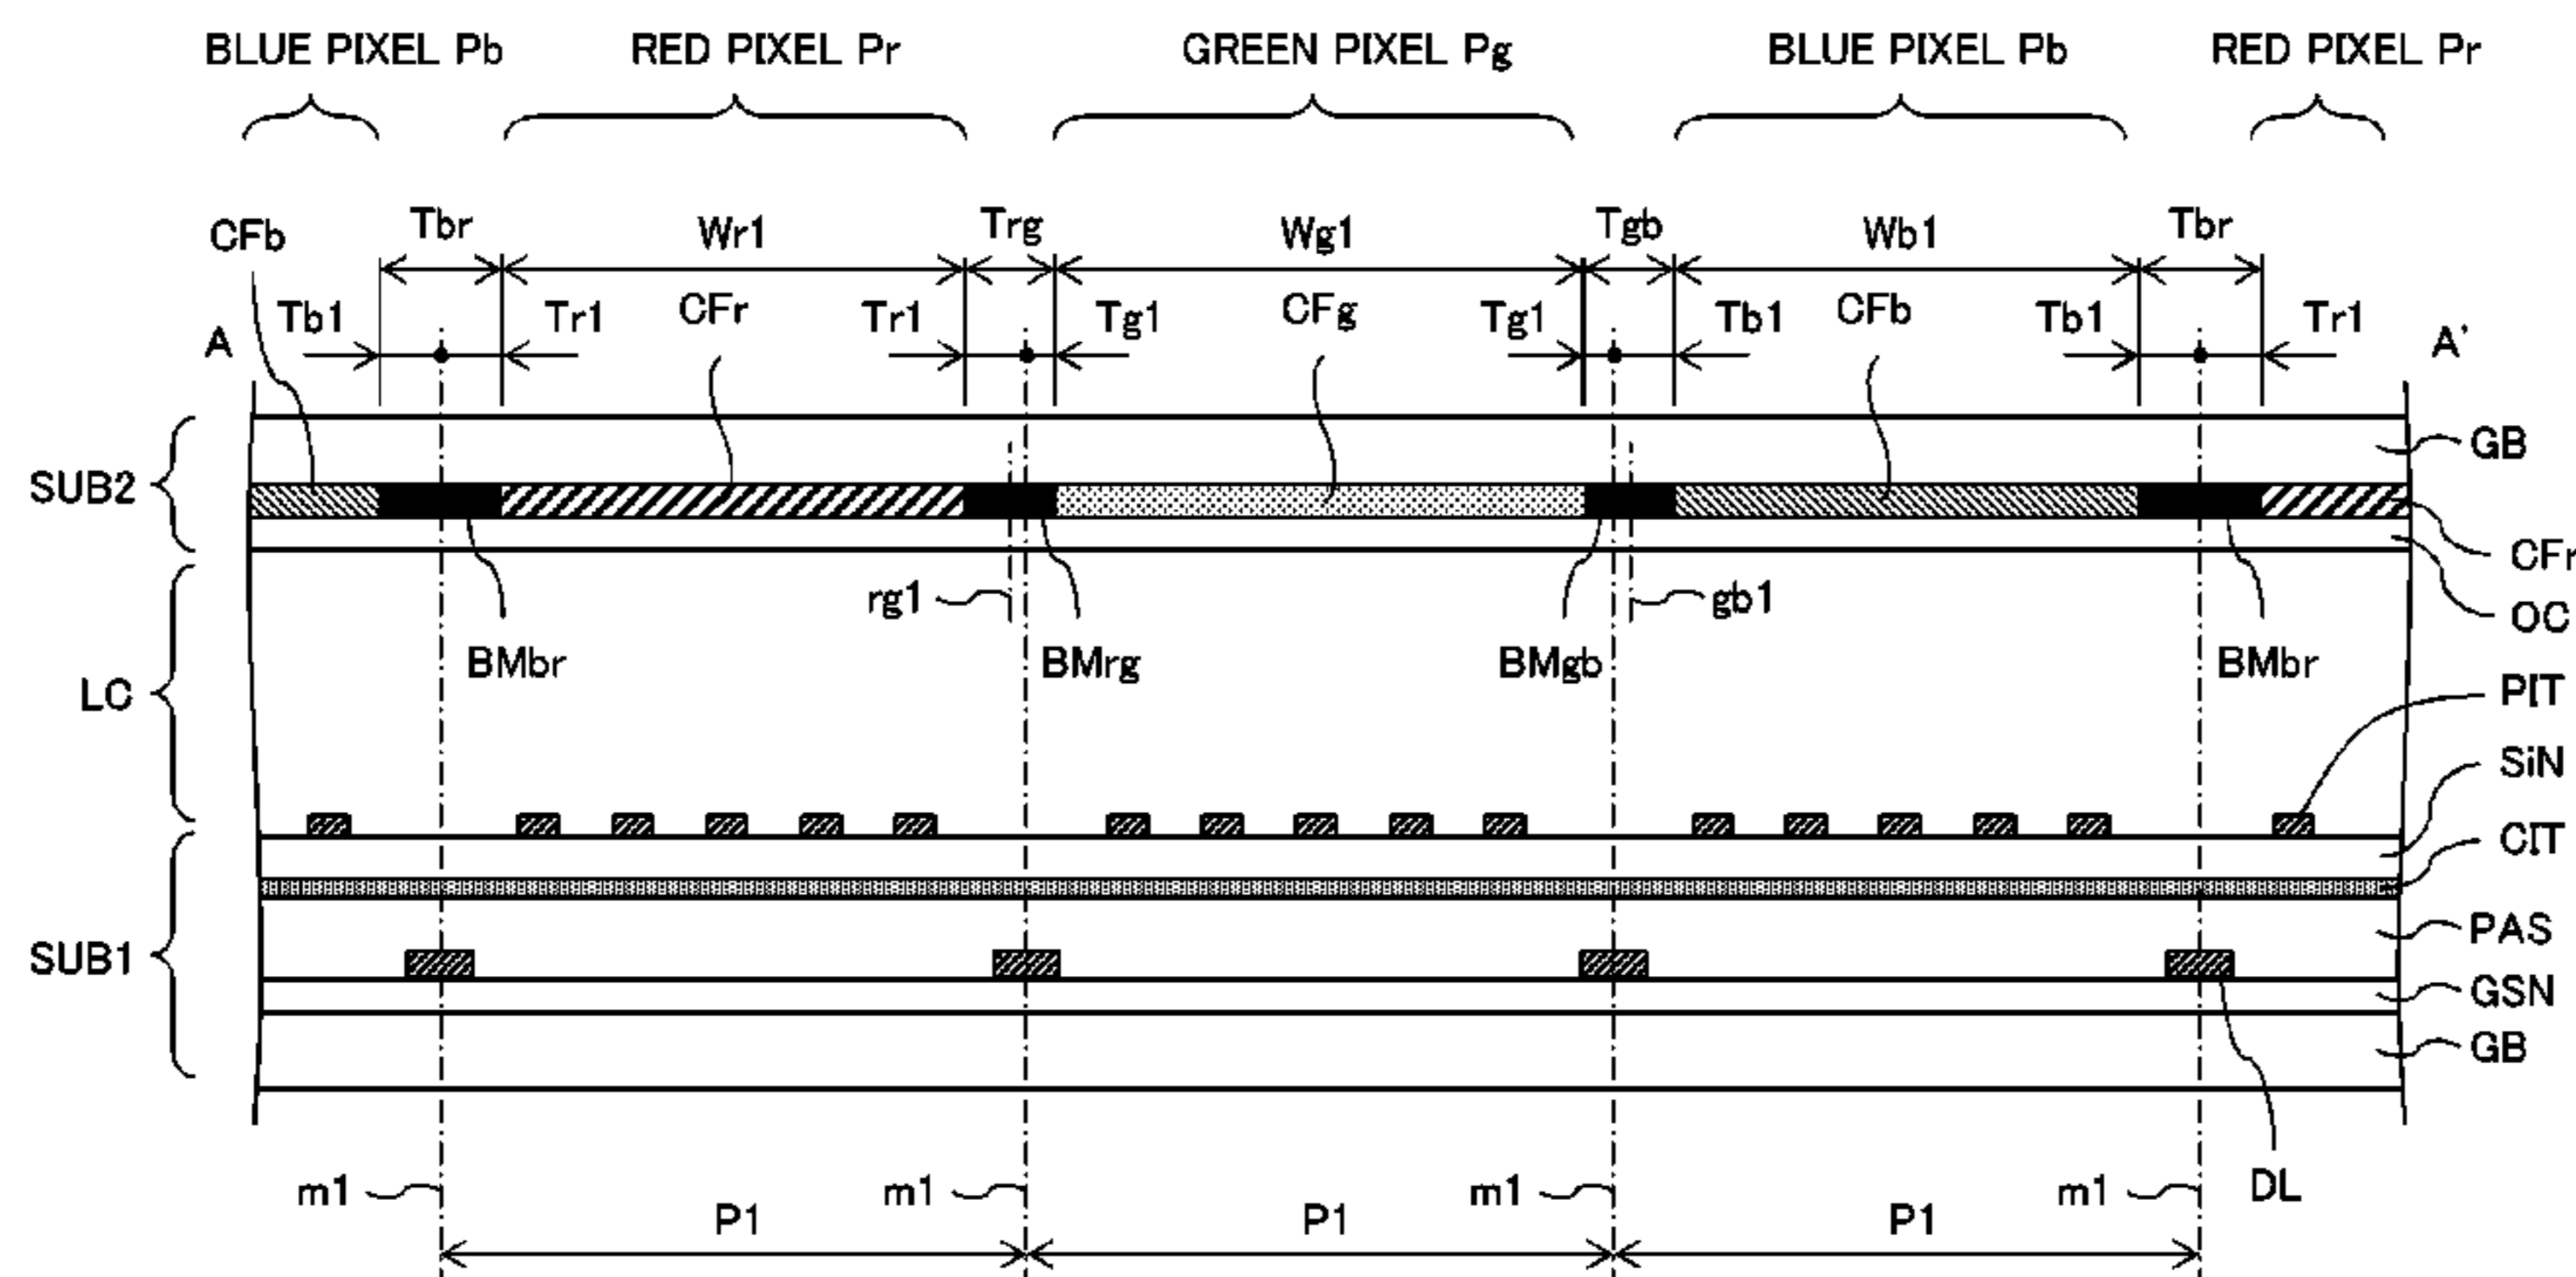 BLUE PIXEL Pb RED PIXEL Pr GREEN PIXEL Pg BLUE PIXEL Pb RED PIXEL Pr
CFb Tbr Wr1 Trg Wg1 Tgb Wb1 Tbr
A Tb1 Tr1 CFr Tr1 Tg1 CFg Tg1 Tb1 CFb Tb1 Tr1 A'
GB
SUB2
CFr
rg1 gb1 OC
BMbr BMrg BMgb BMbr
LC PIT
SiN
CIT
PAS
SUB1
GSN
GB
m1 m1 m1 m1 DL
P1 P1 P1